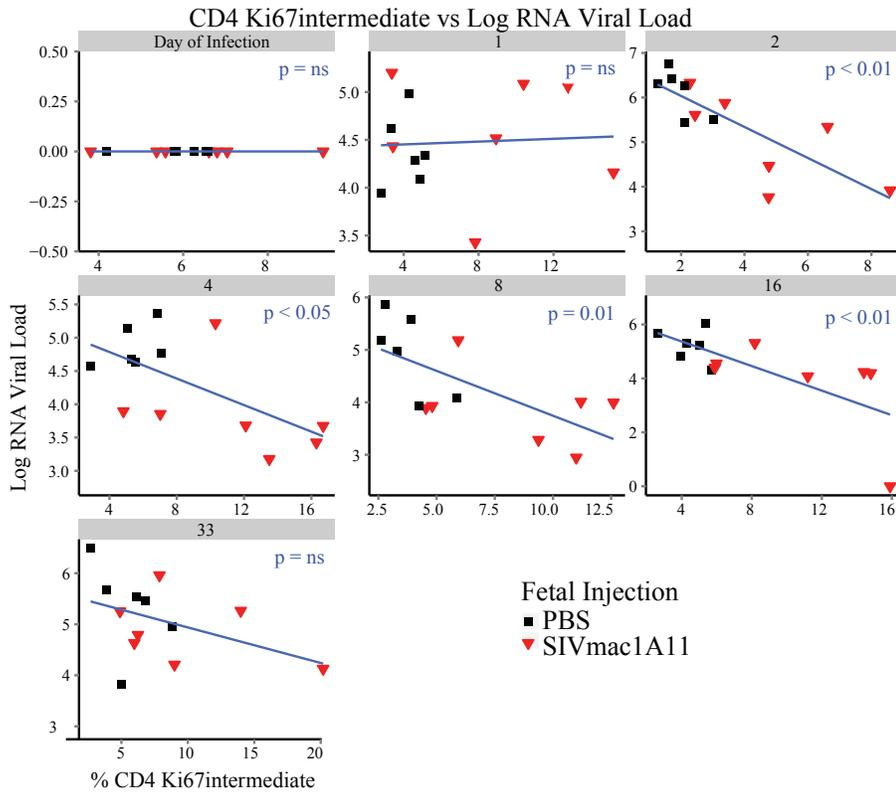 CD4 Ki67intermediate vs Log RNA Viral Load
Day of Infection
p = ns
0.50
0.25
0.00
−0.25
−0.50
4 6 8
1
p = ns
5.0
4.5
4.0
3.5
4 8 12
2
p < 0.01
7
6
5
4
3
2 4 6 8
4
p < 0.05
5.5
5.0
4.5
4.0
3.5
3.0
4 8 12 16
8
p = 0.01
6
5
4
3
2.5 5.0 7.5 10.0 12.5
16
p < 0.01
6
4
2
0
4 8 12 16
33
p = ns
6
5
4
3
5 10 15 20
Log RNA Viral Load
% CD4 Ki67intermediate
Fetal Injection
PBS
SIVmac1A11